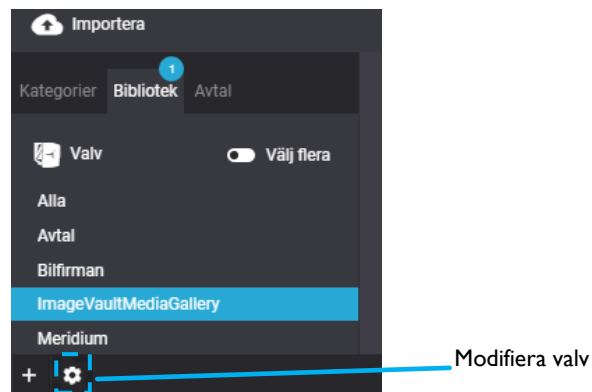 Importera
1
Kategorier Bibliotek Avtal
Valv Välj flera
Alla
Avtal
Bilfirman
ImageVaultMediaGallery
Meridium
+
Modifiera valv